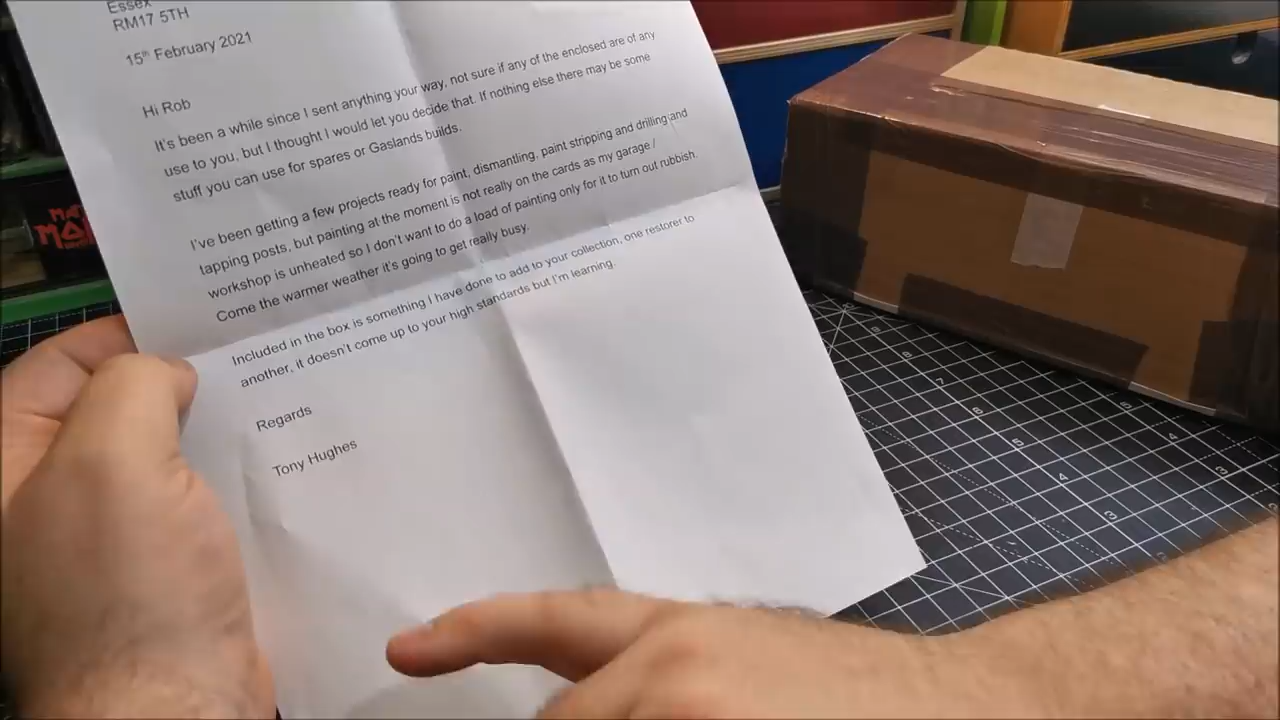 Essex
RM17 5TH
15th February 2021
Hi Rob
It's been a while since I sent anything your way, not sure if any of the enclosed are of any
use to you, but I thought I would let you decide that. If nothing else there may be some
stuff you can use for spares or Gaslands builds.
I've been getting a few projects ready for paint, dismantling, paint stripping and drilling and
tapping posts, but painting at the moment is not really on the cards as my garage /
workshop is unheated so I don't want to do a load of painting only for it to turn out rubbish.
Come the warmer weather it's going to get really busy.
Included in the box is something I have done to add to your collection, one restorer to
another, it doesn't come up to your high standards but I'm learning.
Regards
Tony Hughes